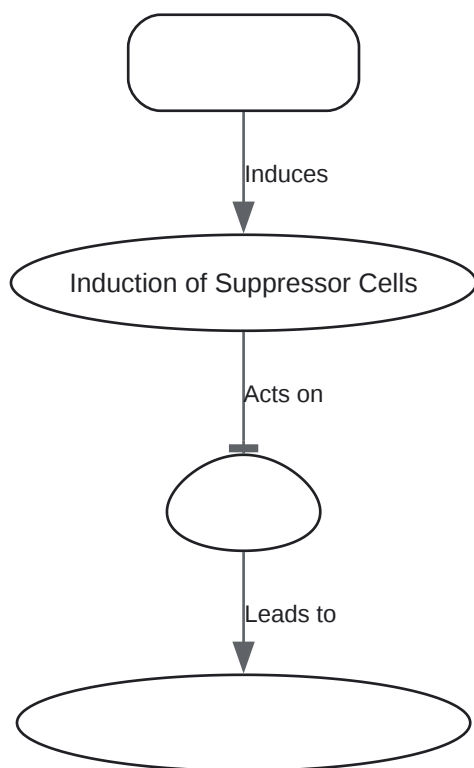 Induces
Induction of Suppressor Cells
Acts on
Leads to